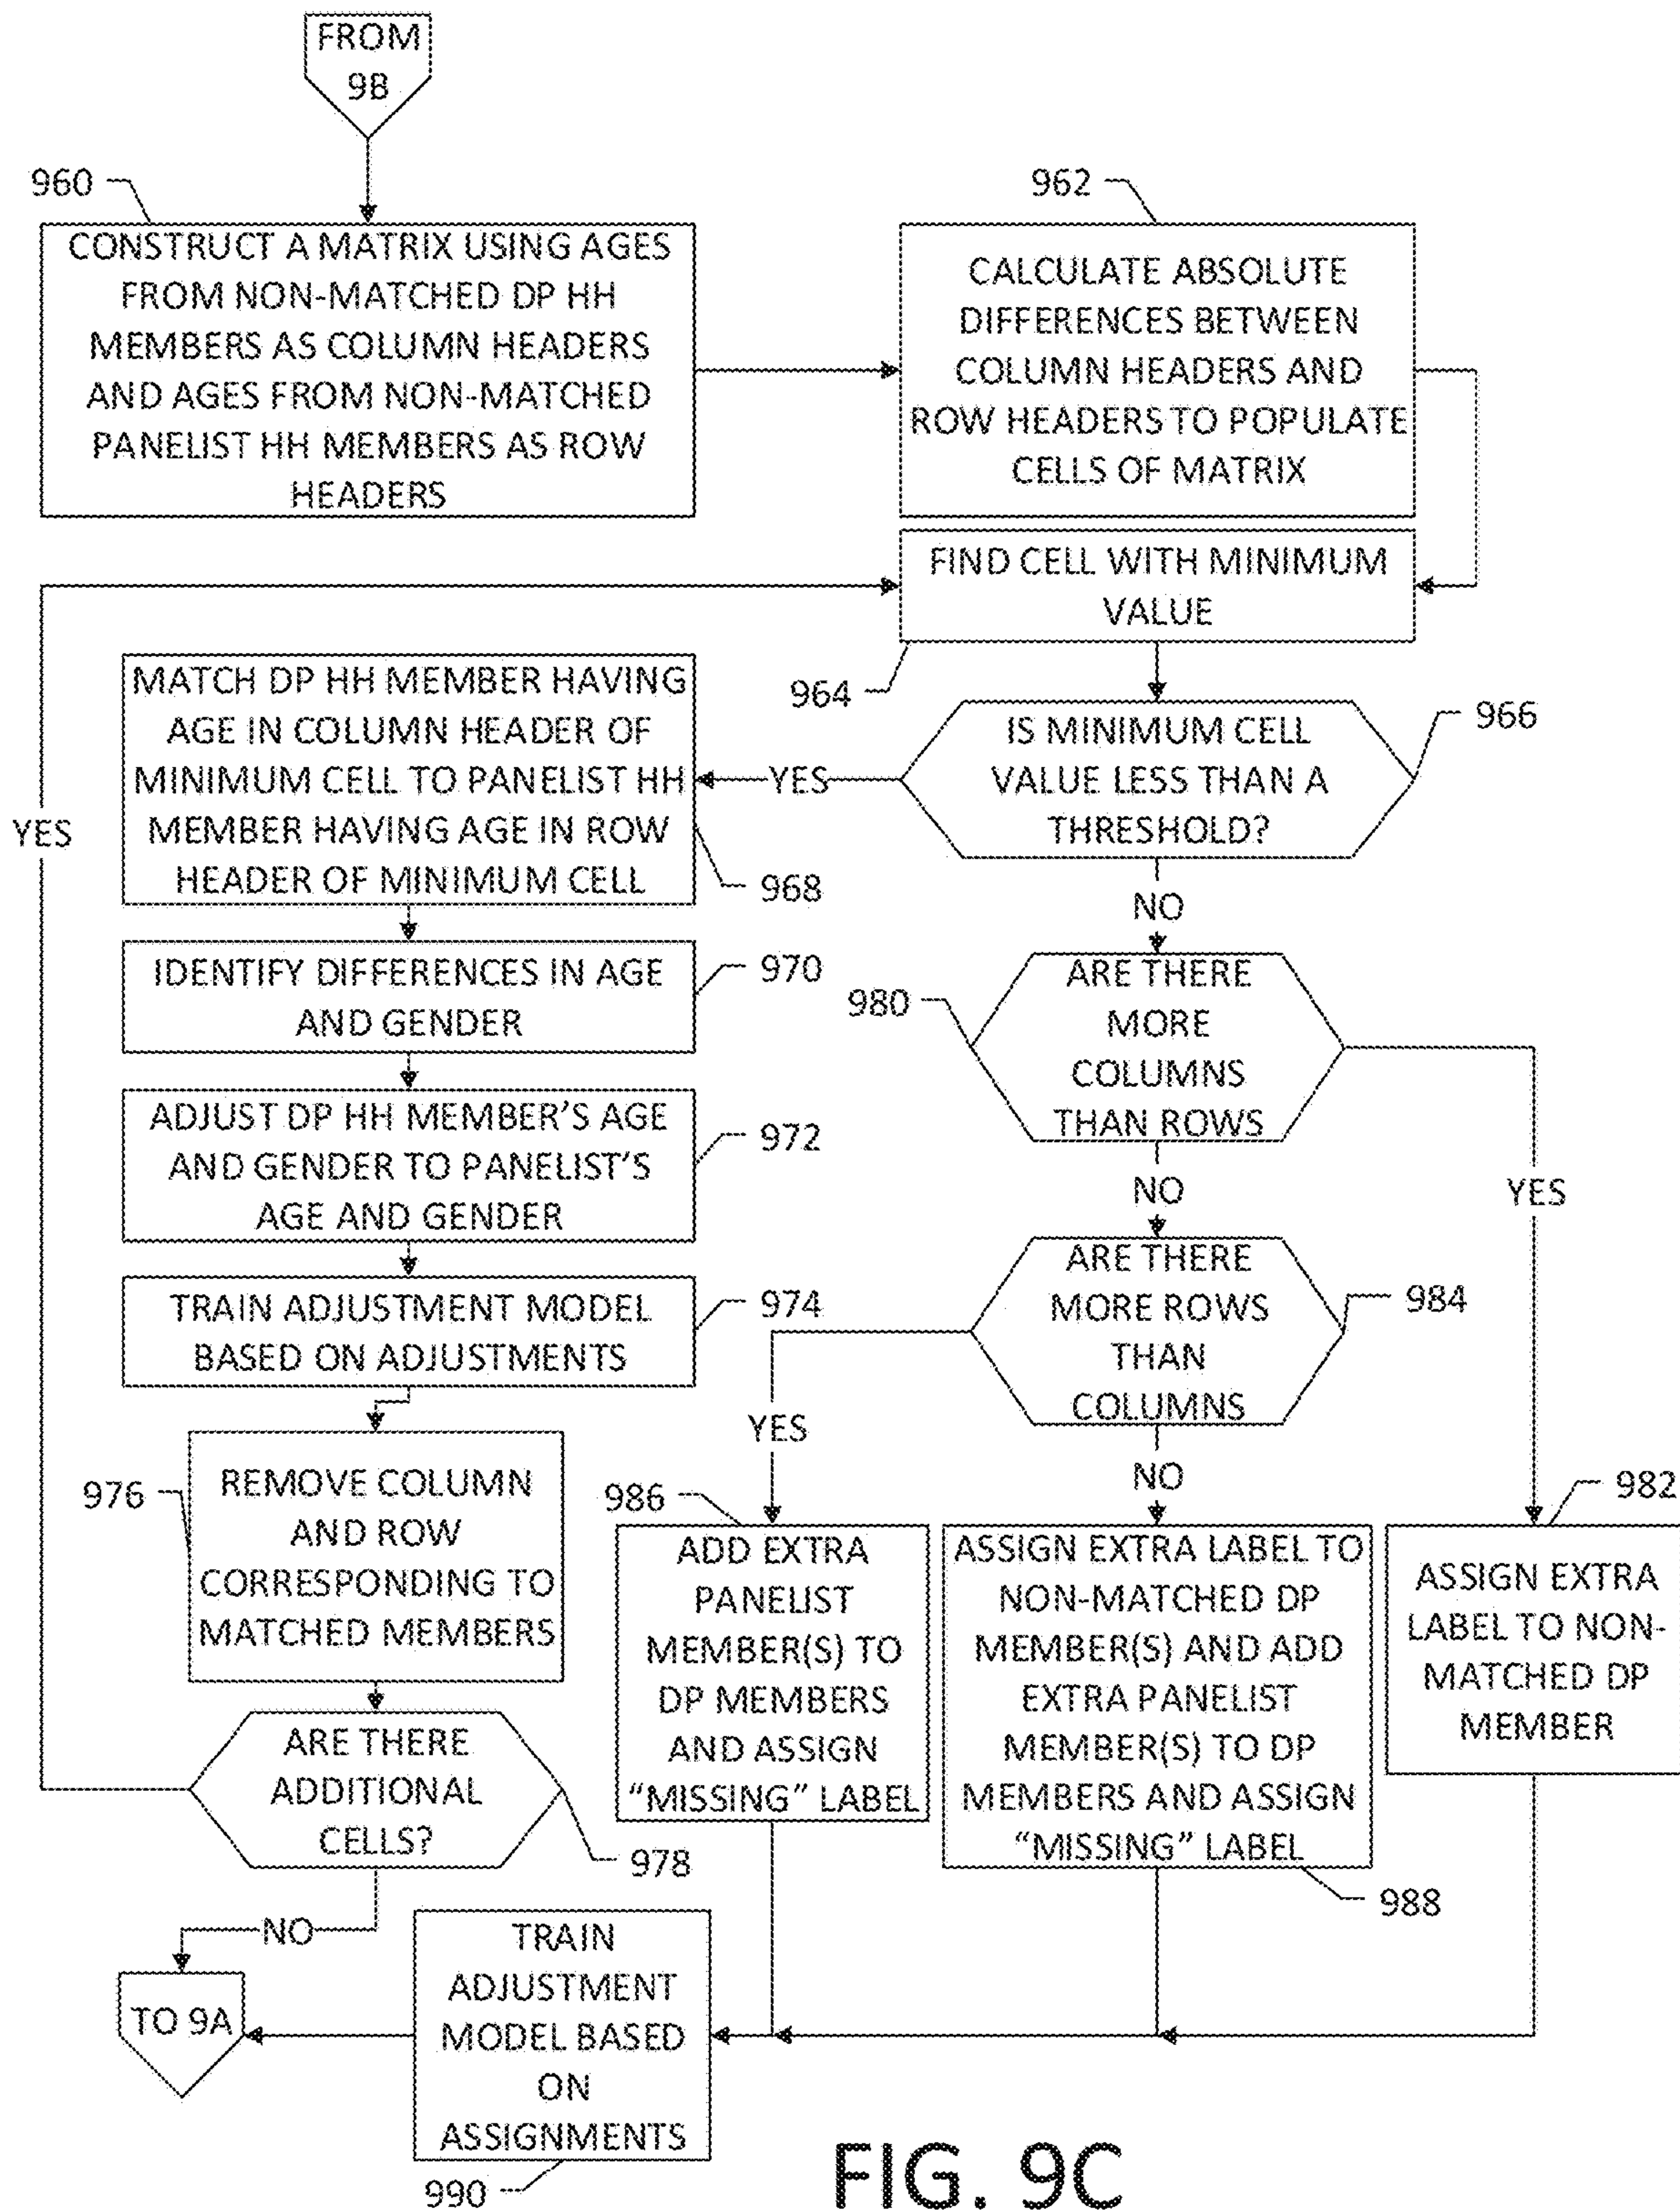 FROM
9B
960
CONSTRUCT A MATRIX USING AGES
FROM NON-MATCHED DP HH
MEMBERS AS COLUMN HEADERS
AND AGES FROM NON-MATCHED
PANELIST HH MEMBERS AS ROW
HEADERS
962
CALCULATE ABSOLUTE
DIFFERENCES BETWEEN
COLUMN HEADERS AND
ROW HEADERS TO POPULATE
CELLS OF MATRIX
FIND CELL WITH MINIMUM
VALUE
964
IS MINIMUM CELL
VALUE LESS THAN A
THRESHOLD?
966
YES
NO
MATCH DP HH MEMBER HAVING
AGE IN COLUMN HEADER OF
MINIMUM CELL TO PANELIST HH
MEMBER HAVING AGE IN ROW
HEADER OF MINIMUM CELL
968
IDENTIFY DIFFERENCES IN AGE
AND GENDER
970
ADJUST DP HH MEMBER'S AGE
AND GENDER TO PANELIST'S
AGE AND GENDER
972
TRAIN ADJUSTMENT MODEL
BASED ON ADJUSTMENTS
974
REMOVE COLUMN
AND ROW
CORRESPONDING TO
MATCHED MEMBERS
976
ARE THERE
ADDITIONAL
CELLS?
978
YES
NO
TO 9A
ARE THERE
MORE
COLUMNS
THAN ROWS
980
NO
YES
ARE THERE
MORE ROWS
THAN
COLUMNS
984
YES
NO
986
ADD EXTRA
PANELIST
MEMBER(S) TO
DP MEMBERS
AND ASSIGN
“MISSING” LABEL
ASSIGN EXTRA LABEL TO
NON-MATCHED DP
MEMBER(S) AND ADD
EXTRA PANELIST
MEMBER(S) TO DP
MEMBERS AND ASSIGN
“MISSING” LABEL
988
982
ASSIGN EXTRA
LABEL TO NON-
MATCHED DP
MEMBER
TRAIN
ADJUSTMENT
MODEL BASED
ON
ASSIGNMENTS
990
FIG. 9C